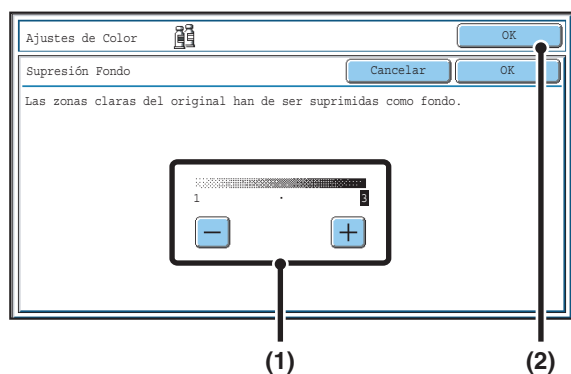 Ajustes de Color OK
Supresión Fondo Cancelar OK
Las zonas claras del original han de ser suprimidas como fondo.
1 · 3
− +
(1) (2)